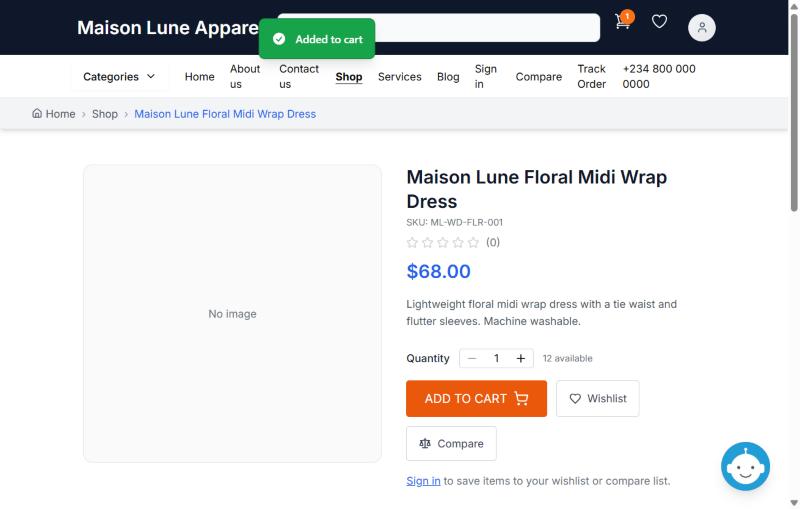 Maison Lune Appare
Added to cart
1
Categories
Home
About us
Contact us
Shop
Services
Blog
Sign in
Compare
Track Order
+234 800 000 0000
Home › Shop › Maison Lune Floral Midi Wrap Dress
No image
Maison Lune Floral Midi Wrap
Dress
SKU: ML-WD-FLR-001
(0)
$68.00
Lightweight floral midi wrap dress with a tie waist and
flutter sleeves. Machine washable.
Quantity − 1 + 12 available
ADD TO CART
Wishlist
Compare
Sign in to save items to your wishlist or compare list.